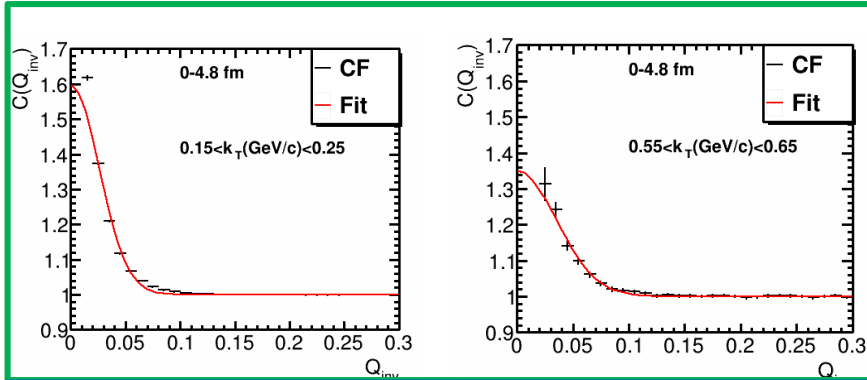 C(Q_inv)
1.7
1.6
1.5
1.4
1.3
1.2
1.1
1
0.9
0-4.8 fm
CF
Fit
0.15<k_T(GeV/c)<0.25
0 0.05 0.1 0.15 0.2 0.25 0.3
Q_inv
C(Q_inv)
1.7
1.6
1.5
1.4
1.3
1.2
1.1
1
0.9
0-4.8 fm
CF
Fit
0.55<k_T(GeV/c)<0.65
0 0.05 0.1 0.15 0.2 0.25 0.3